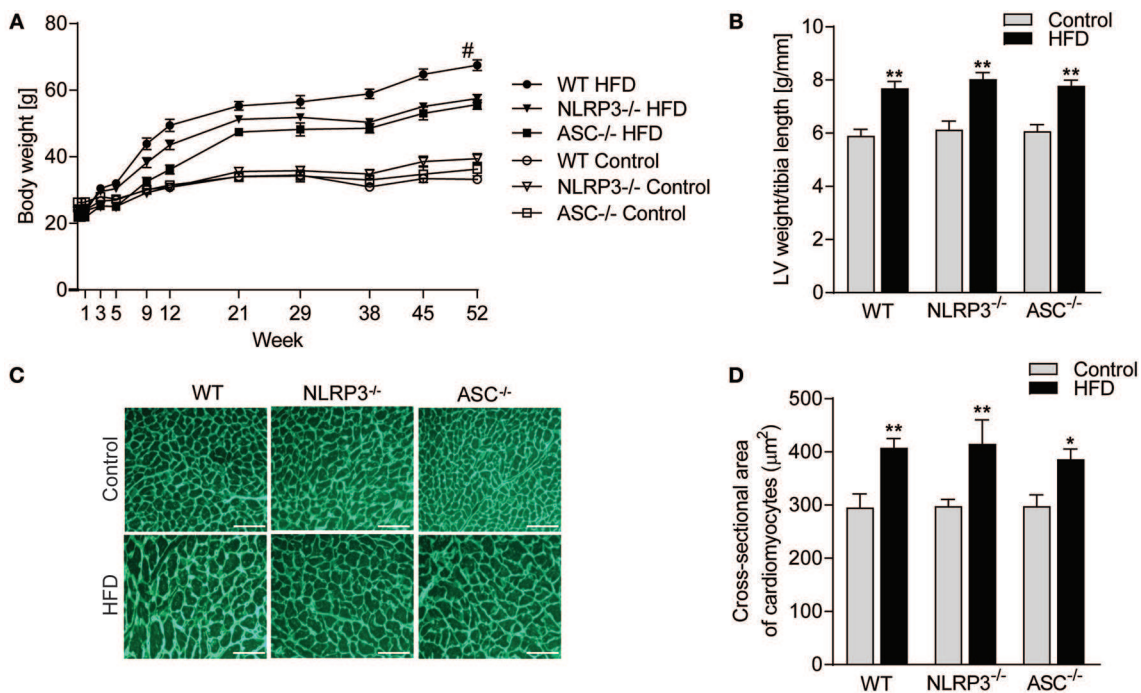 A
Body weight [g]
80
60
40
20
0
#
1 3 5 9 12 21 29 38 45 52
Week
WT HFD
NLRP3-/- HFD
ASC-/- HFD
WT Control
NLRP3-/- Control
ASC-/- Control
B
Control
HFD
LV weight/tibia length [g/mm]
10
8
6
4
2
0
** ** **
WT NLRP3-/- ASC-/-
C
WT NLRP3-/- ASC-/-
Control
HFD
D
Control
HFD
Cross-sectional area
of cardiomyocytes (μm²)
500
400
300
200
100
0
** ** *
WT NLRP3-/- ASC-/-